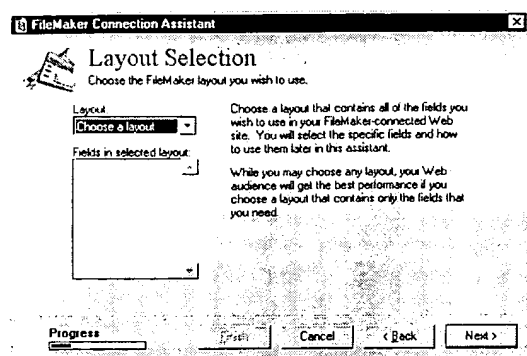 FileMaker Connection Assistant
Layout Selection
Choose the FileMaker layout you wish to use.
Layout
Choose a layout
Fields in selected layout:
Choose a layout that contains all of the fields you
wish to use in your FileMaker-connected Web
site. You will select the specific fields and how
to use them later in this assistant.
While you may choose any layout, your Web
audience will get the best performance if you
choose a layout that contains only the fields that
you need.
Progress
Cancel
< Back
Next >